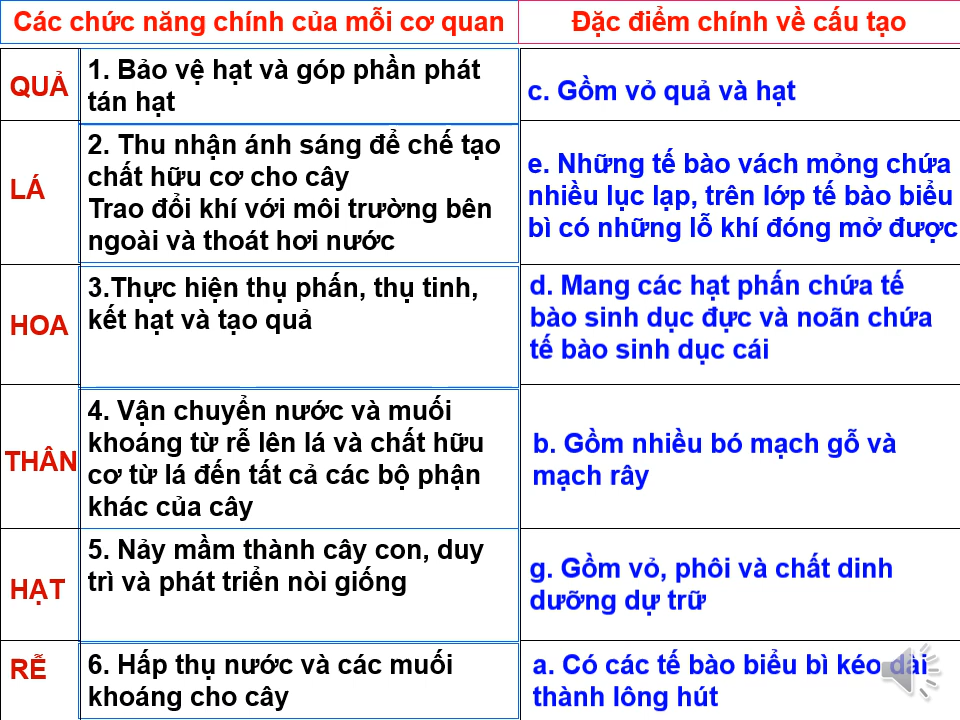 Các chức năng chính của mỗi cơ quan
Đặc điểm chính về cấu tạo
QUẢ
1. Bảo vệ hạt và góp phần phát
tán hạt
c. Gồm vỏ quả và hạt
LÁ
2. Thu nhận ánh sáng để chế tạo
chất hữu cơ cho cây
Trao đổi khí với môi trường bên
ngoài và thoát hơi nước
e. Những tế bào vách mỏng chứa
nhiều lục lạp, trên lớp tế bào biểu
bì có những lỗ khí đóng mở được
HOA
3.Thực hiện thụ phấn, thụ tinh,
kết hạt và tạo quả
d. Mang các hạt phấn chứa tế
bào sinh dục đực và noãn chứa
tế bào sinh dục cái
THÂN
4. Vận chuyển nước và muối
khoáng từ rễ lên lá và chất hữu
cơ từ lá đến tất cả các bộ phận
khác của cây
b. Gồm nhiều bó mạch gỗ và
mạch rây
HẠT
5. Nảy mầm thành cây con, duy
trì và phát triển nòi giống
g. Gồm vỏ, phôi và chất dinh
dưỡng dự trữ
RỄ
6. Hấp thụ nước và các muối
khoáng cho cây
a. Có các tế bào biểu bì kéo dài
thành lông hút